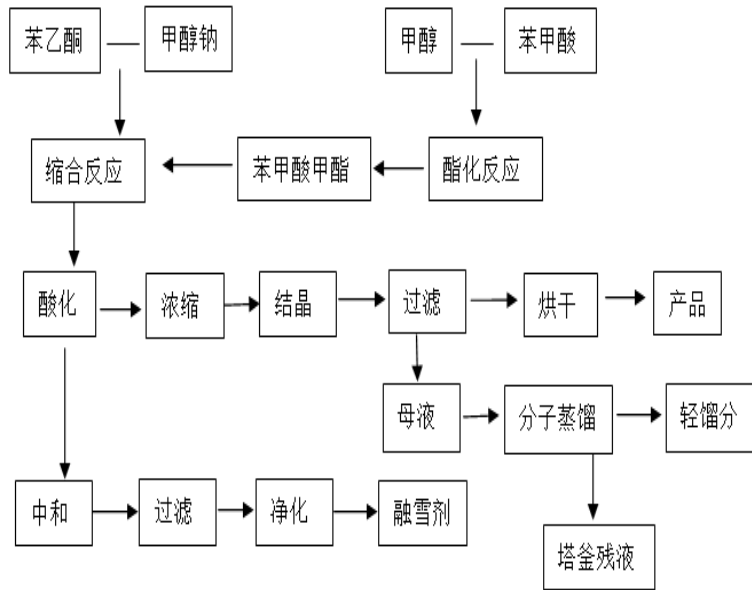 苯乙酮
甲醇钠
甲醇
苯甲酸
缩合反应
苯甲酸甲酯
酯化反应
酸化
浓缩
结晶
过滤
烘干
产品
母液
分子蒸馏
轻馏分
中和
过滤
净化
融雪剂
塔釜残液